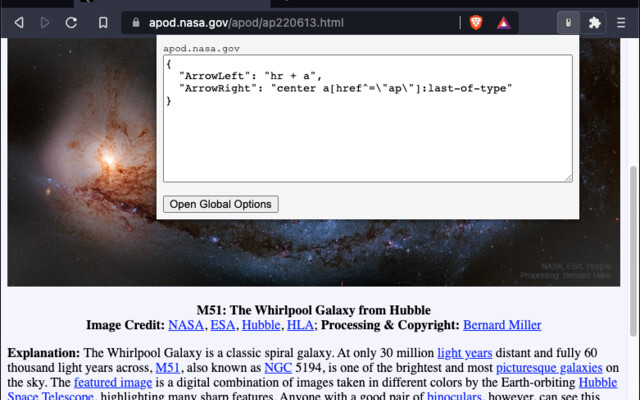 apod.nasa.gov/apod/ap220613.html
apod.nasa.gov
{
"ArrowLeft": "hr + a",
"ArrowRight": "center a[href^=\"ap\"]:last-of-type"
}
Open Global Options
NASA, ESA, Hubble
Processing: Bernard Miller
M51: The Whirlpool Galaxy from Hubble
Image Credit: NASA, ESA, Hubble, HLA; Processing & Copyright: Bernard Miller
Explanation: The Whirlpool Galaxy is a classic spiral galaxy. At only 30 million light years distant and fully 60
thousand light years across, M51, also known as NGC 5194, is one of the brightest and most picturesque galaxies on
the sky. The featured image is a digital combination of images taken in different colors by the Earth-orbiting Hubble
Space Telescope, highlighting many sharp features. Anyone with a good pair of binoculars, however, can see this